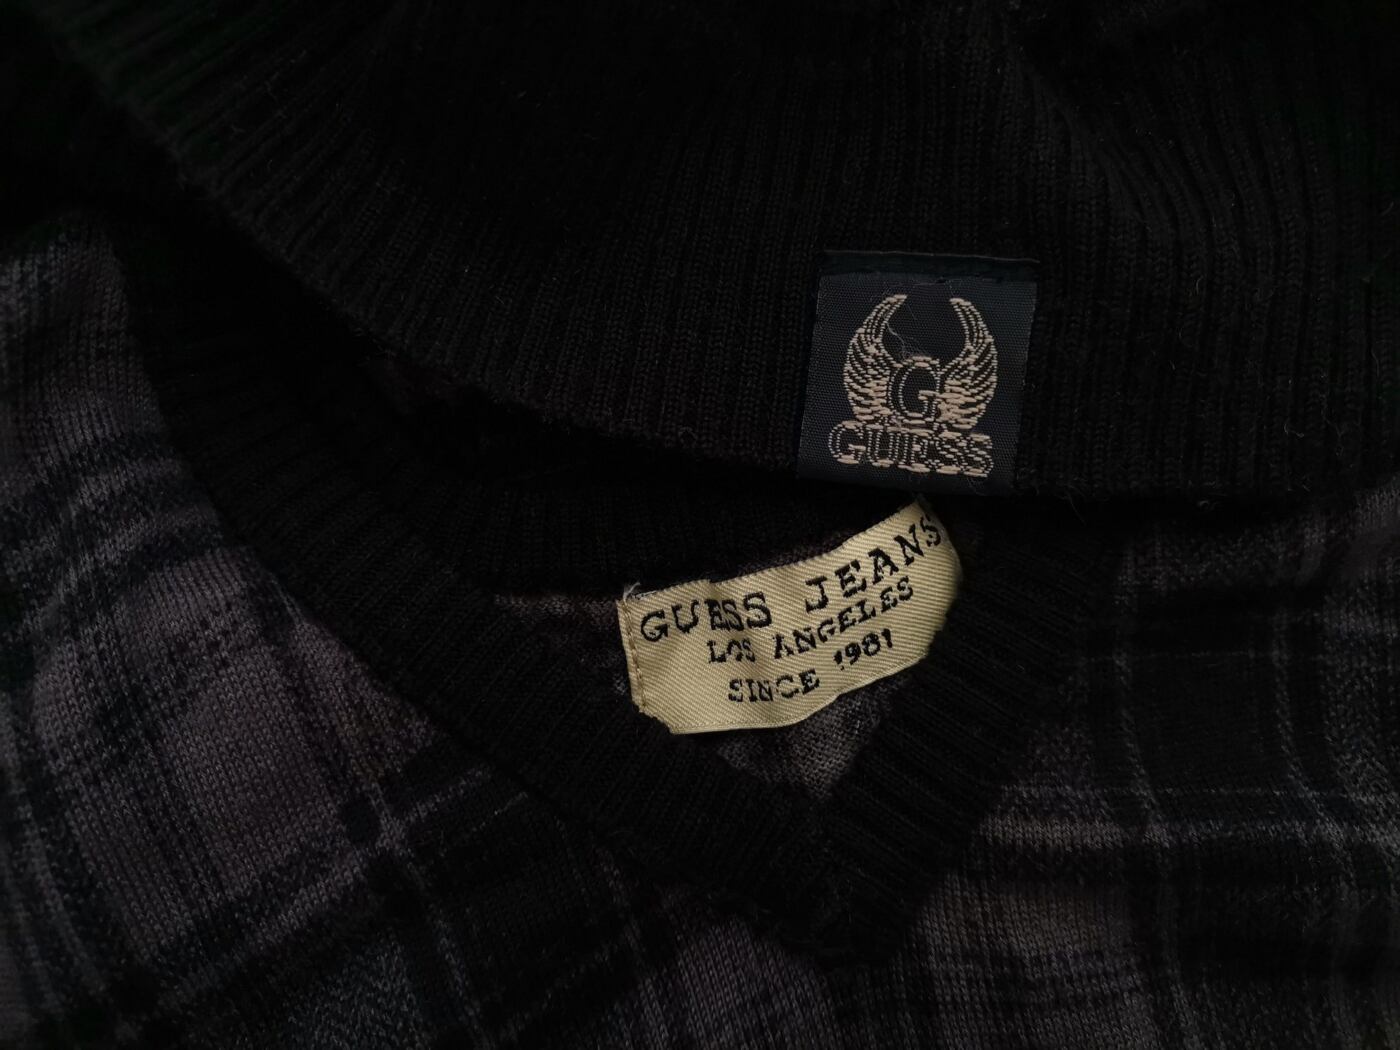 G
GUESS
GUESS JEANS
LOS ANGELES
SINCE 1981